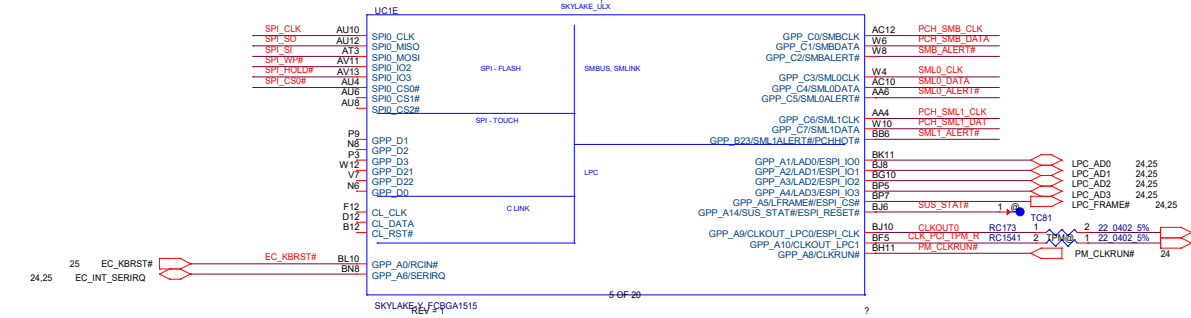 UC1E
SKYLAKE_ULX
SPI_CLK AU10 SPI0_CLK
SPI_SO AU12 SPI0_MISO
SPI_SI AT3 SPI0_MOSI
SPI_WP# AV11 SPI0_IO2
SPI_HOLD# AV13 SPI0_IO3
SPI_CS0# AU4 SPI0_CS0#
AU6 SPI0_CS1#
AU8 SPI0_CS2#
SPI - FLASH
SMBUS, SMLINK
GPP_C0/SMBCLK AC12 PCH_SMB_CLK
GPP_C1/SMBDATA W6 PCH_SMB_DATA
GPP_C2/SMBALERT# W8 SMB_ALERT#
GPP_C3/SML0CLK W4 SML0_CLK
GPP_C4/SML0DATA AC10 SML0_DATA
GPP_C5/SML0ALERT# AA6 SML0_ALERT#
GPP_C6/SML1CLK AA4 PCH_SML1_CLK
GPP_C7/SML1DATA W10 PCH_SML1_DAT
GPP_B23/SML1ALERT#/PCHHOT# BB6 SML1_ALERT#
SPI - TOUCH
P9 GPP_D1
N8 GPP_D2
P3 GPP_D3
W12 GPP_D21
V7 GPP_D22
N6 GPP_D0
LPC
GPP_A1/LAD0/ESPI_IO0 BK11 LPC_AD0 24,25
GPP_A2/LAD1/ESPI_IO1 BJ8 LPC_AD1 24,25
GPP_A3/LAD2/ESPI_IO2 BG10 LPC_AD2 24,25
GPP_A4/LAD3/ESPI_IO3 BP5 LPC_AD3 24,25
GPP_A5/LFRAME#/ESPI_CS# BP7 LPC_FRAME# 24,25
GPP_A14/SUS_STAT#/ESPI_RESET# BJ6 SUS_STAT# 1 @
TC81
C LINK
F12 CL_CLK
D12 CL_DATA
B12 CL_RST#
GPP_A9/CLKOUT_LPC0/ESPI_CLK BJ10 CLKOUT0 RC173 1 2 22_0402_5%
GPP_A10/CLKOUT_LPC1 BF5 CLK_PCI_TPM_R RC1541 2 TPM@ 1 22_0402_5%
GPP_A8/CLKRUN# BH11 PM_CLKRUN# PM_CLKRUN# 24
25 EC_KBRST# EC_KBRST# BL10 GPP_A0/RCIN#
24,25 EC_INT_SERIRQ BN8 GPP_A6/SERIRQ
5 OF 20
SKYLAKE-Y_FCBGA1515
REV = 1 ?